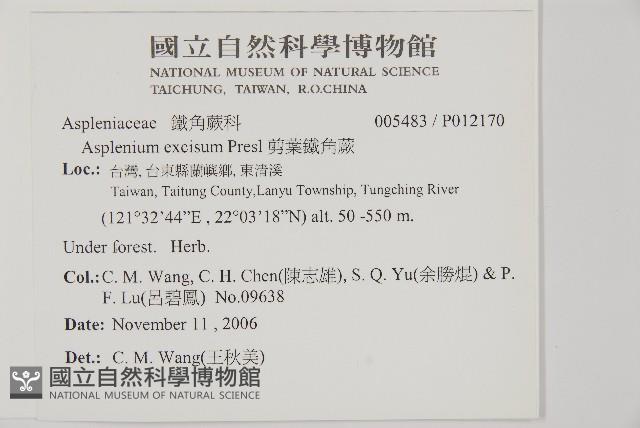 國立自然科學博物館
NATIONAL MUSEUM OF NATURAL SCIENCE
TAICHUNG, TAIWAN, R.O.CHINA
Aspleniaceae 鐵角蕨科 005483 / P012170
Asplenium excisum Presl 剪葉鐵角蕨
Loc.: 台灣, 台東縣蘭嶼鄉, 東清溪
Taiwan, Taitung County,Lanyu Township, Tungching River
(121°32'44"E , 22°03'18"N) alt. 50 -550 m.
Under forest. Herb.
Col.: C. M. Wang, C. H. Chen(陳志雄), S. Q. Yu(余勝焜) & P.
F. Lu(呂碧鳳) No.09638
Date: November 11 , 2006
Det.: C. M. Wang(王秋美)
國立自然科學博物館
NATIONAL MUSEUM OF NATURAL SCIENCE